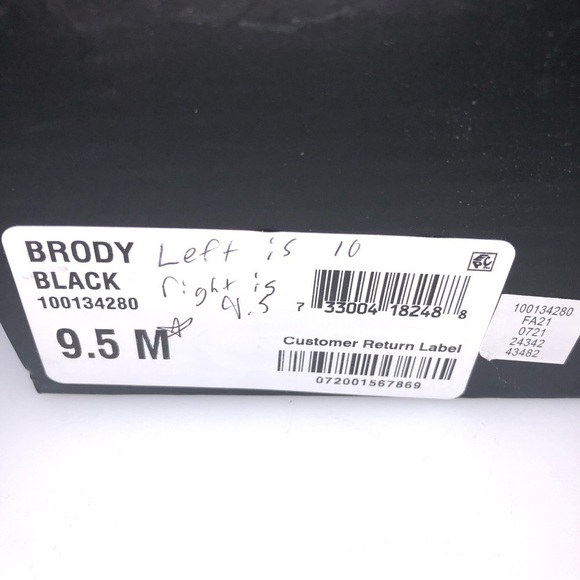 BRODY Left is 10
BLACK right is
100134280 9.5
9.5 M*
7 33004 18248 8
Customer Return Label
072001567869
100134280
FA21
0721
24342
43482